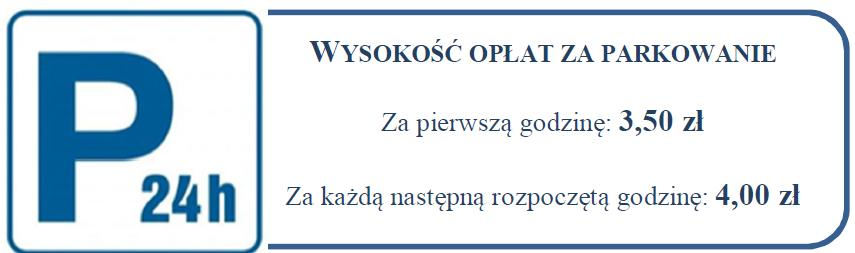 P
24h
WYSOKOŚĆ OPŁAT ZA PARKOWANIE
Za pierwszą godzinę: 3,50 zł
Za każdą następną rozpoczętą godzinę: 4,00 zł